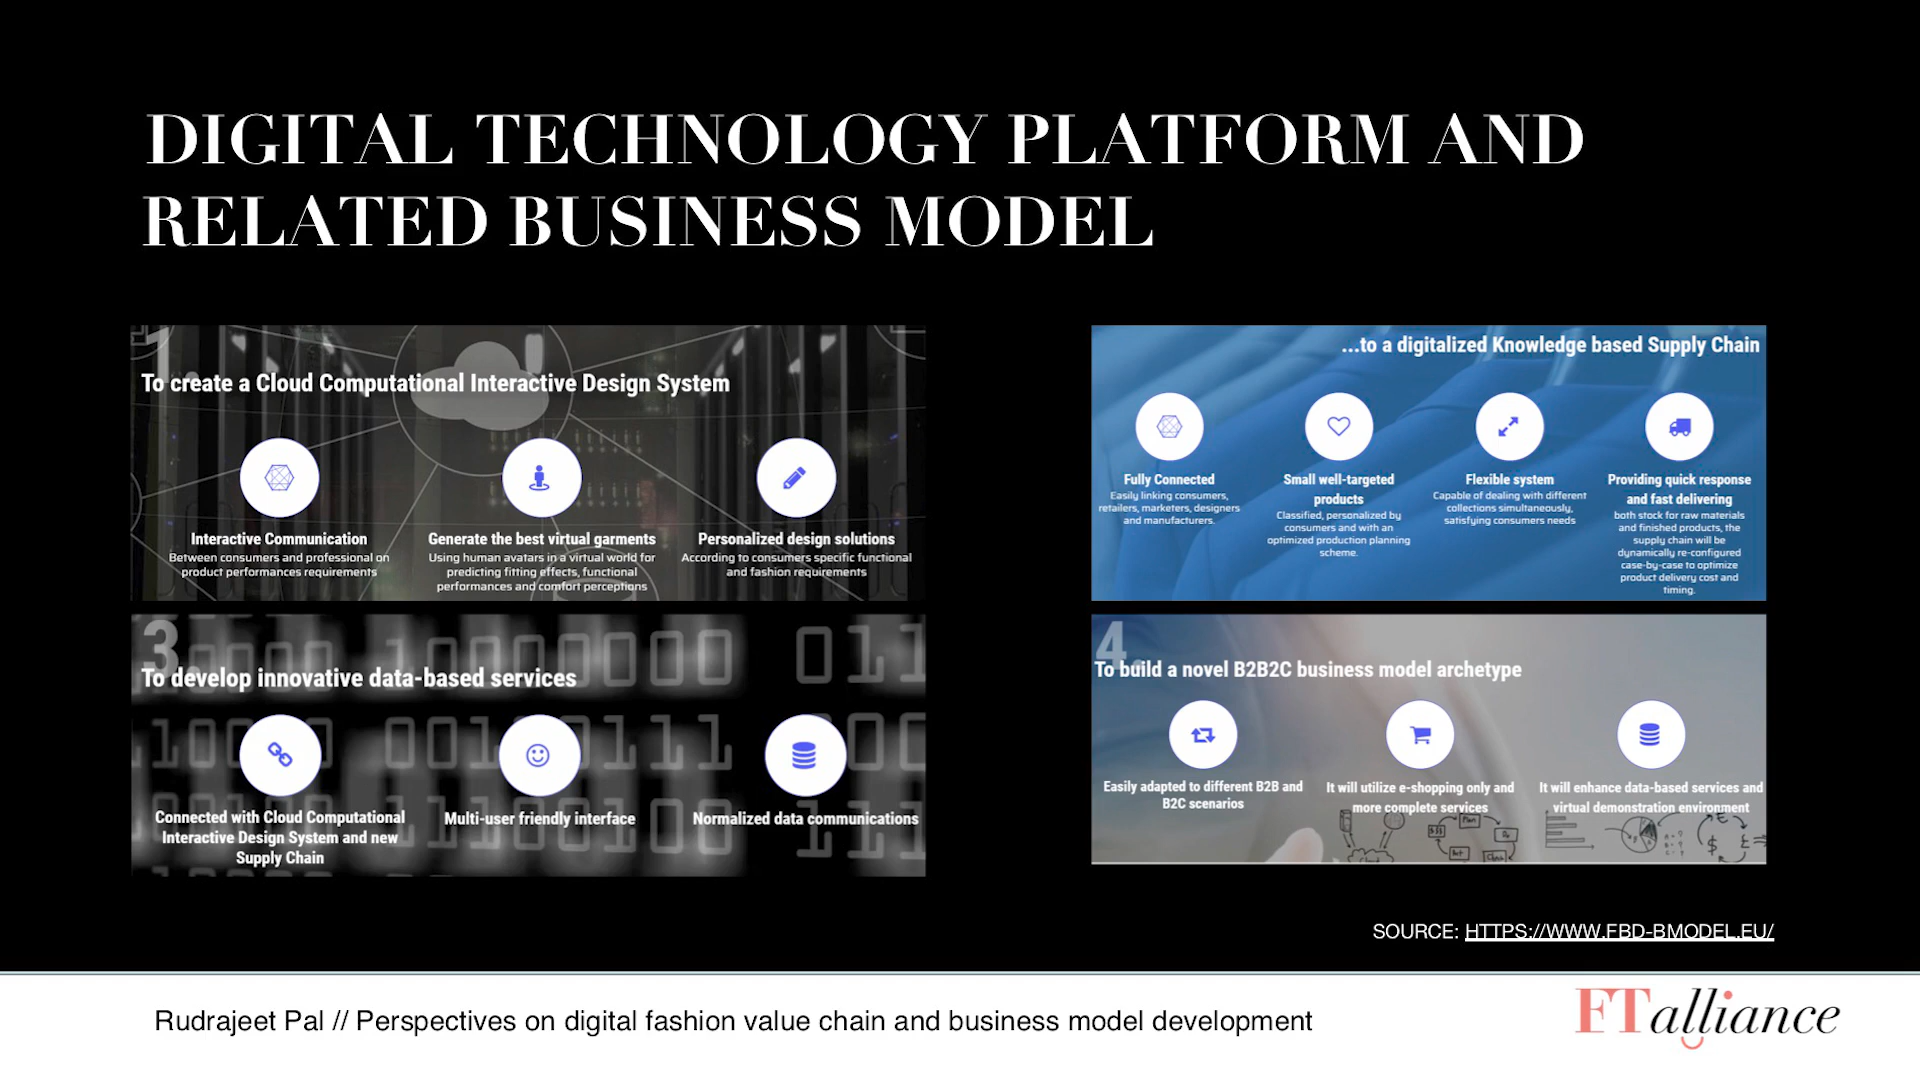 DIGITAL TECHNOLOGY PLATFORM AND
RELATED BUSINESS MODEL
To create a Cloud Computational Interactive Design System
Interactive Communication
Between consumers and professional on
product performances requirements
Generate the best virtual garments
Using human avatars in a virtual world for
predicting fitting effects, functional
performances and comfort perceptions
Personalized design solutions
According to consumers specific functional
and fashion requirements
...to a digitalized Knowledge based Supply Chain
Fully Connected
Easily linking consumers,
retailers, marketers, designers
and manufacturers.
Small well-targeted
products
Classified, personalized by
consumers and with an
optimized production planning
scheme.
Flexible system
Capable of dealing with different
collections simultaneously,
satisfying consumers needs
Providing quick response
and fast delivering
both stock for raw materials
and finished products, the
supply chain will be
dynamically re-configured
case-by-case to optimize
product delivery cost and
timing.
3.
To develop innovative data-based services
Connected with Cloud Computational
Interactive Design System and new
Supply Chain
Multi-user friendly interface
Normalized data communications
4.
To build a novel B2B2C business model archetype
Easily adapted to different B2B and
B2C scenarios
It will utilize e-shopping only and
more complete services
It will enhance data-based services and
virtual demonstration environment
SOURCE: HTTPS://WWW.FBD-BMODEL.EU/
Rudrajeet Pal // Perspectives on digital fashion value chain and business model development
FTalliance